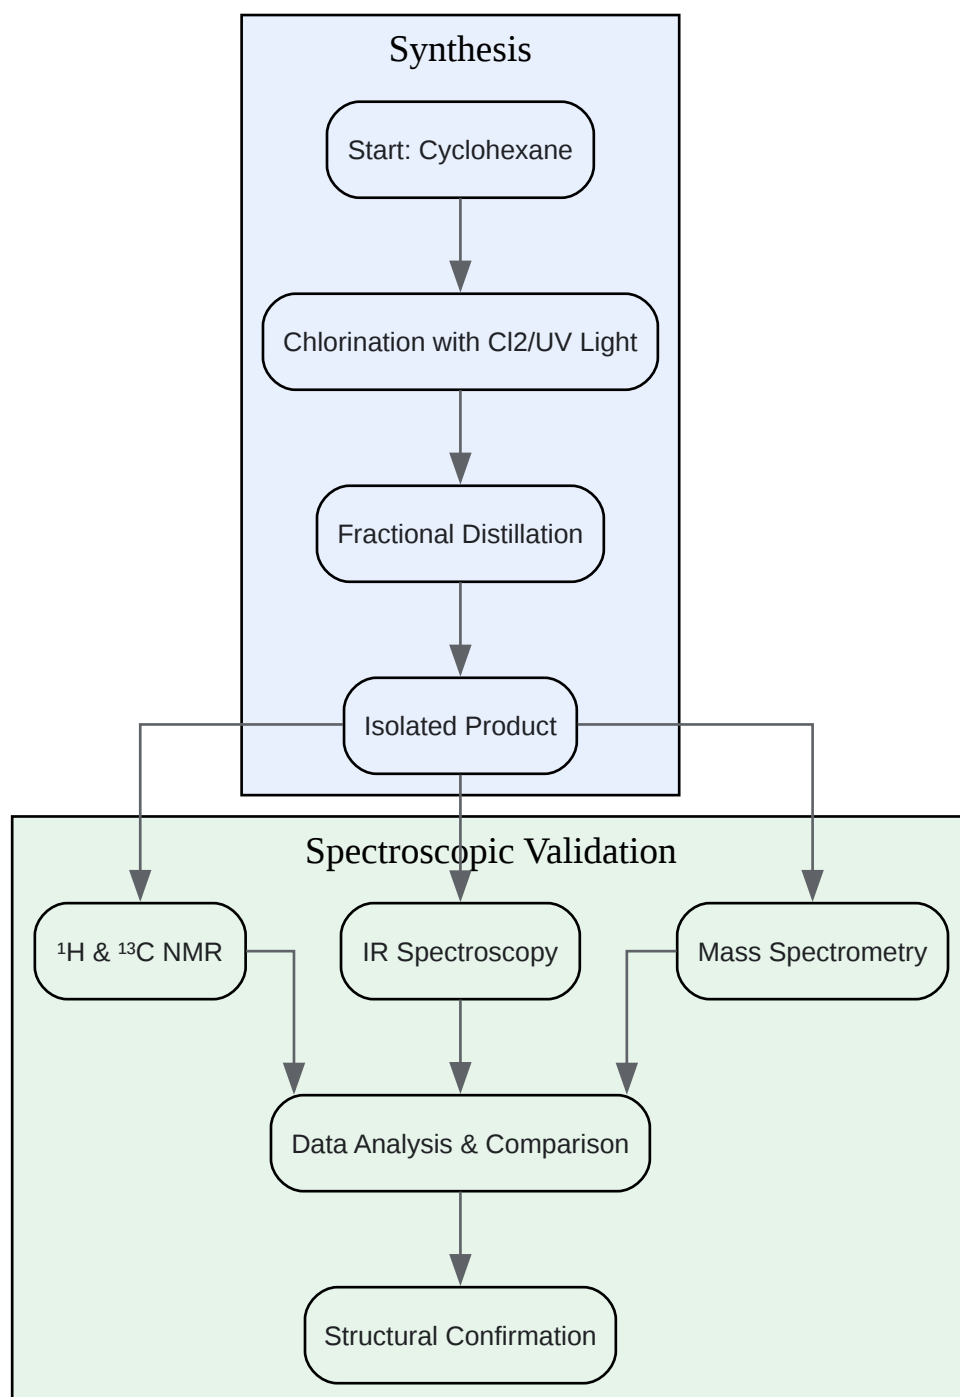 Synthesis
Start: Cyclohexane
Chlorination with Cl2/UV Light
Fractional Distillation
Isolated Product
Spectroscopic Validation
¹H & ¹³C NMR
IR Spectroscopy
Mass Spectrometry
Data Analysis & Comparison
Structural Confirmation